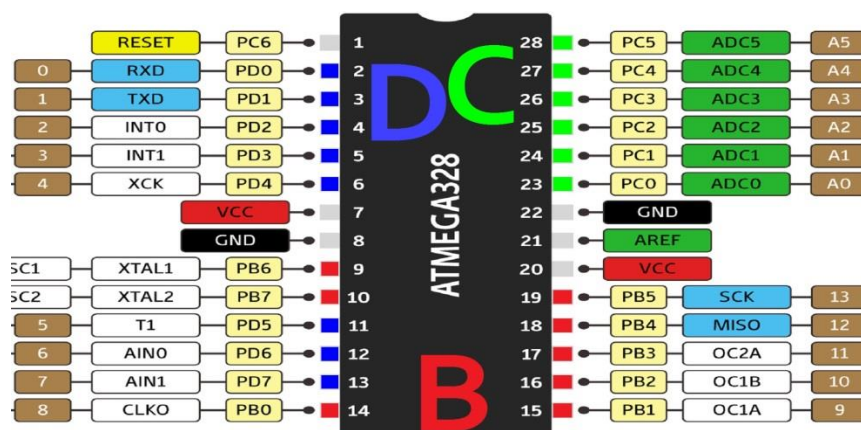 RESET PC6 1 28 PC5 ADC5 A5
0 RXD PD0 2 27 PC4 ADC4 A4
1 TXD PD1 3 26 PC3 ADC3 A3
2 INT0 PD2 4 25 PC2 ADC2 A2
3 INT1 PD3 5 24 PC1 ADC1 A1
4 XCK PD4 6 23 PC0 ADC0 A0
VCC 7 22 GND
GND 8 21 AREF
SC1 XTAL1 PB6 9 20 VCC
SC2 XTAL2 PB7 10 19 PB5 SCK 13
5 T1 PD5 11 18 PB4 MISO 12
6 AIN0 PD6 12 17 PB3 OC2A 11
7 AIN1 PD7 13 16 PB2 OC1B 10
8 CLKO PB0 14 15 PB1 OC1A 9
D C
ATMEGA328
B